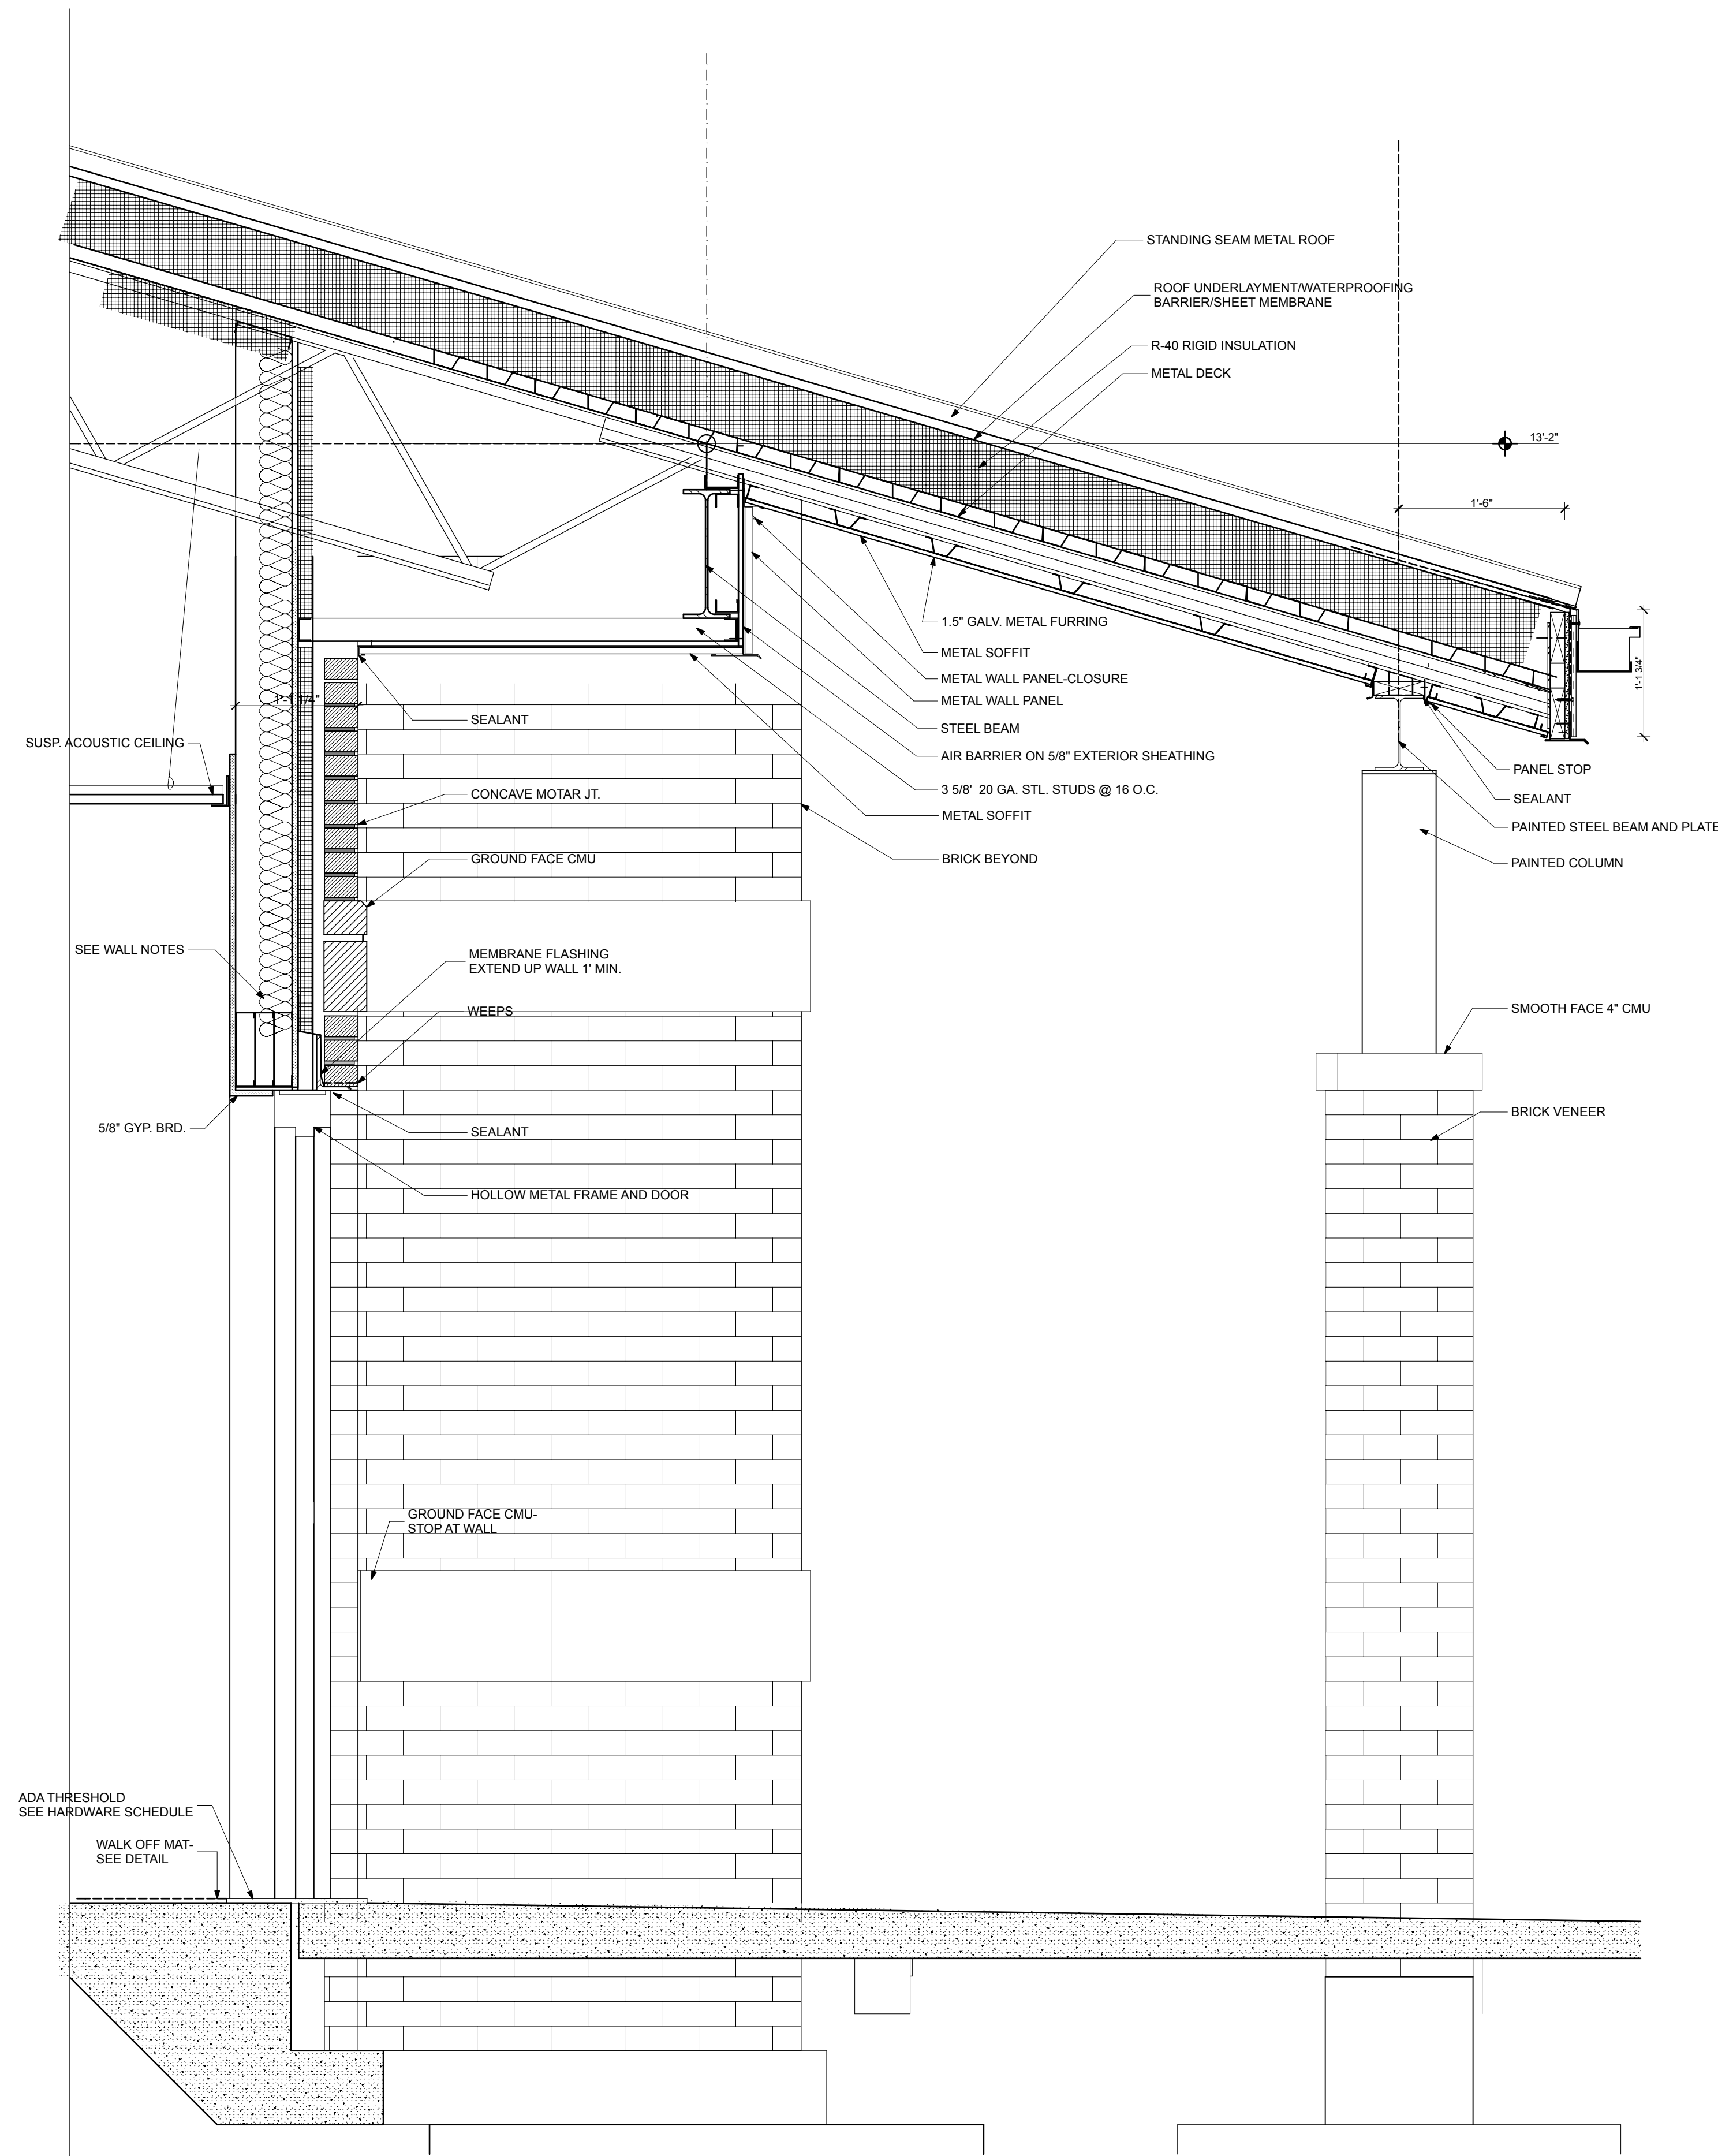 STANDING SEAM METAL ROOF
ROOF UNDERLAYMENT/WATERPROOFING
BARRIER/SHEET MEMBRANE
R-40 RIGID INSULATION
METAL DECK
13'-2"
1'-6"
1'-1 3/4"
1.5" GALV. METAL FURRING
METAL SOFFIT
METAL WALL PANEL-CLOSURE
METAL WALL PANEL
STEEL BEAM
AIR BARRIER ON 5/8" EXTERIOR SHEATHING
3 5/8' 20 GA. STL. STUDS @ 16 O.C.
METAL SOFFIT
BRICK BEYOND
1'-1 1/4"
SEALANT
SUSP. ACOUSTIC CEILING
CONCAVE MOTAR JT.
GROUND FACE CMU
SEE WALL NOTES
MEMBRANE FLASHING
EXTEND UP WALL 1' MIN.
WEEPS
5/8" GYP. BRD.
SEALANT
HOLLOW METAL FRAME AND DOOR
PANEL STOP
SEALANT
PAINTED STEEL BEAM AND PLATE
PAINTED COLUMN
SMOOTH FACE 4" CMU
BRICK VENEER
GROUND FACE CMU-
STOP AT WALL
ADA THRESHOLD
SEE HARDWARE SCHEDULE
WALK OFF MAT-
SEE DETAIL